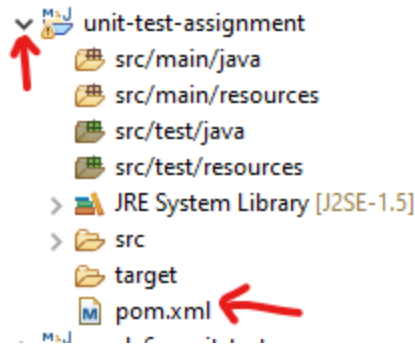 unit-test-assignment
src/main/java
src/main/resources
src/test/java
src/test/resources
JRE System Library [J2SE-1.5]
src
target
pom.xml